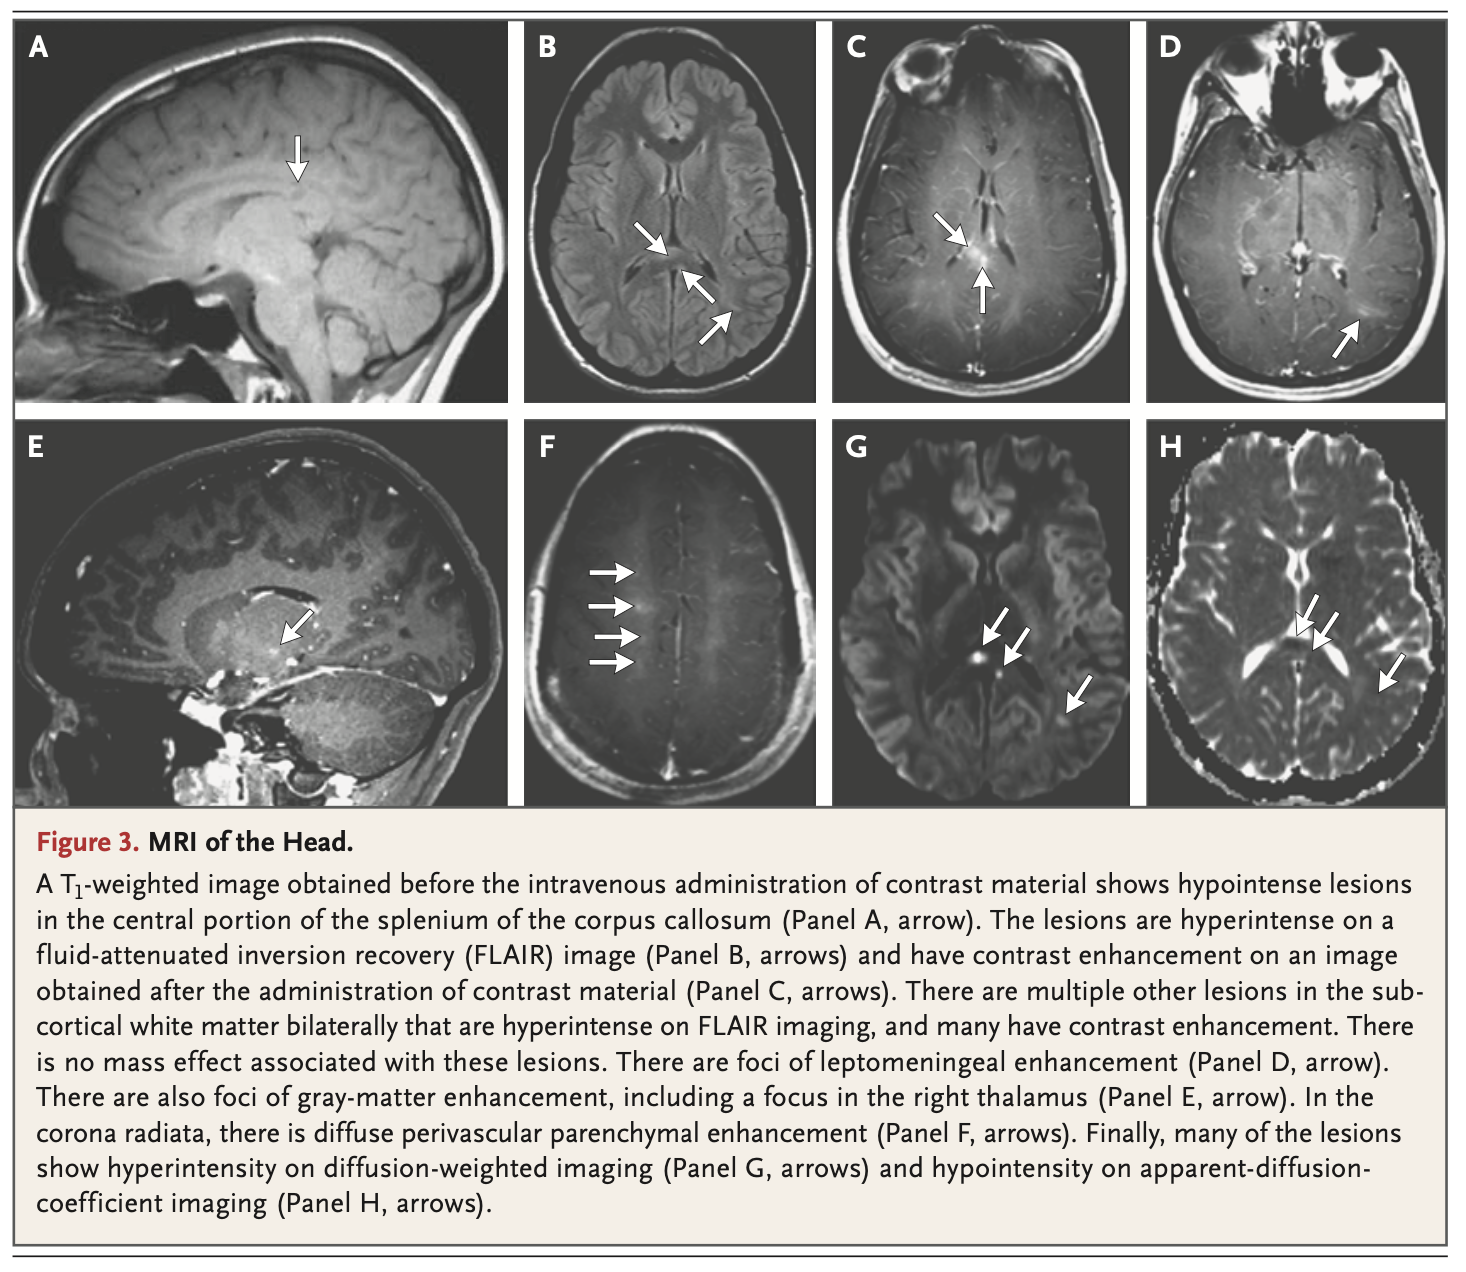 A
B
C
D
E
F
G
H
Figure 3. MRI of the Head.
A T1-weighted image obtained before the intravenous administration of contrast material shows hypointense lesions
in the central portion of the splenium of the corpus callosum (Panel A, arrow). The lesions are hyperintense on a
fluid-attenuated inversion recovery (FLAIR) image (Panel B, arrows) and have contrast enhancement on an image
obtained after the administration of contrast material (Panel C, arrows). There are multiple other lesions in the sub-
cortical white matter bilaterally that are hyperintense on FLAIR imaging, and many have contrast enhancement. There
is no mass effect associated with these lesions. There are foci of leptomeningeal enhancement (Panel D, arrow).
There are also foci of gray-matter enhancement, including a focus in the right thalamus (Panel E, arrow). In the
corona radiata, there is diffuse perivascular parenchymal enhancement (Panel F, arrows). Finally, many of the lesions
show hyperintensity on diffusion-weighted imaging (Panel G, arrows) and hypointensity on apparent-diffusion-
coefficient imaging (Panel H, arrows).